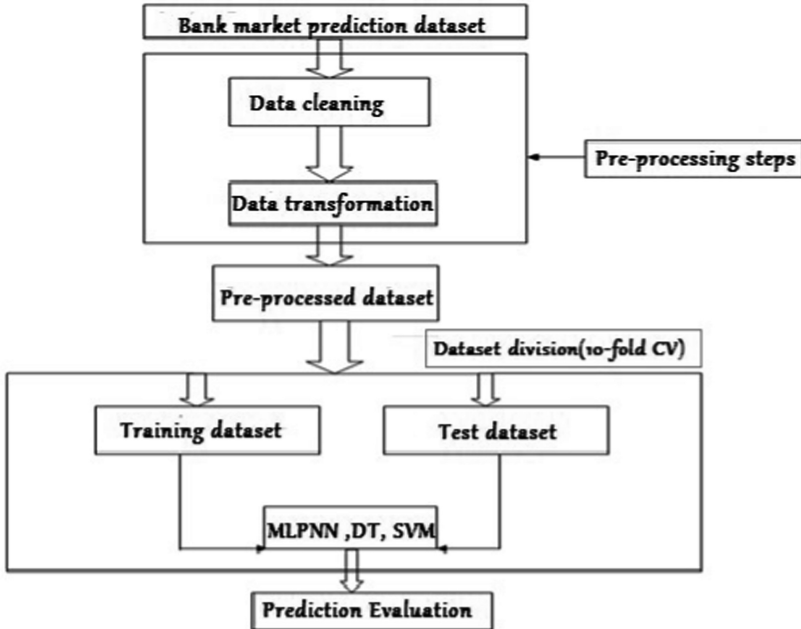 Bank market prediction dataset
Data cleaning
Pre-processing steps
Data transformation
Pre-processed dataset
Dataset division(10-fold CV)
Training dataset
Test dataset
MLPNN ,DT, SVM
Prediction Evaluation